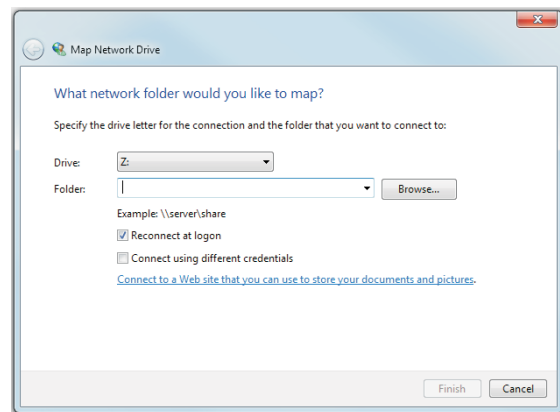 Map Network Drive
What network folder would you like to map?
Specify the drive letter for the connection and the folder that you want to connect to:
Drive: Z:
Folder: Browse...
Example: \\server\share
Reconnect at logon
Connect using different credentials
Connect to a Web site that you can use to store your documents and pictures.
Finish Cancel